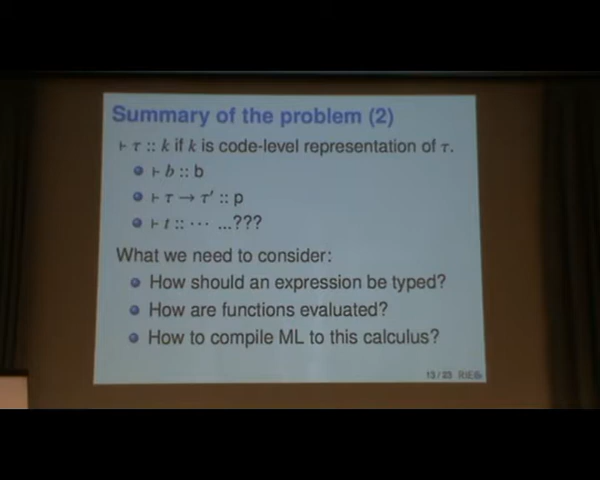 Summary of the problem (2)
⊢ τ :: k if k is code-level representation of τ.
⊢ b :: b
⊢ τ → τ′ :: p
⊢ t :: ⋯ ...???
What we need to consider:
How should an expression be typed?
How are functions evaluated?
How to compile ML to this calculus?
13 / 23